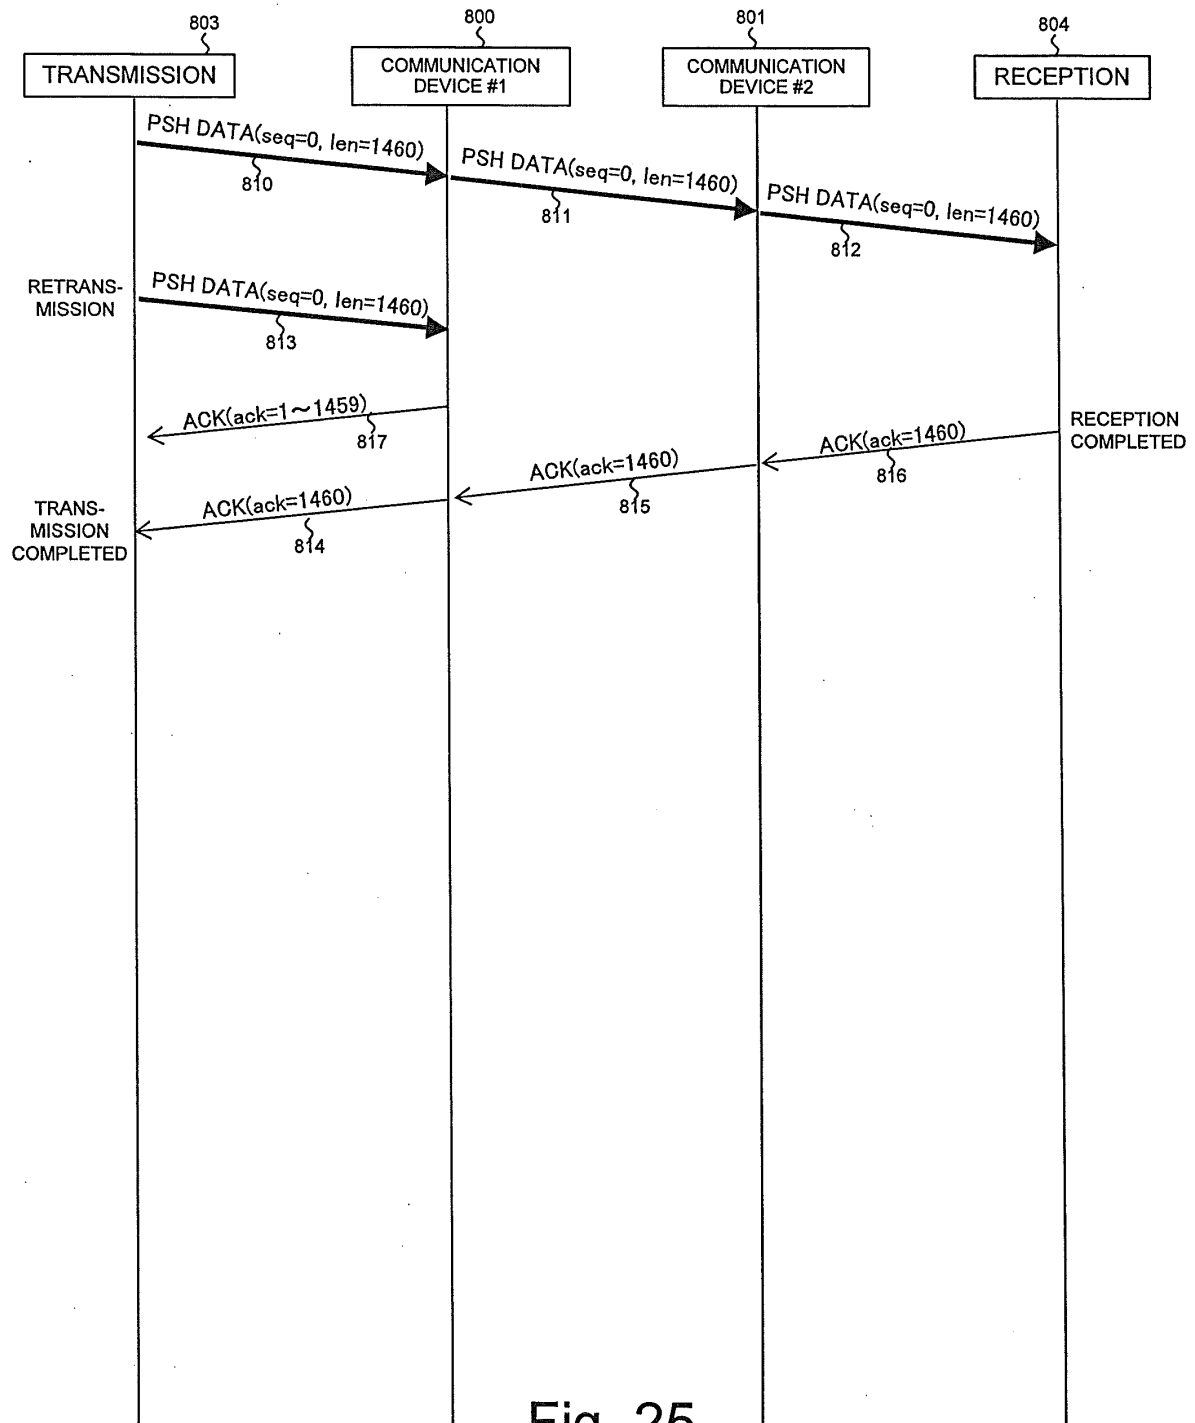 803
800
801
804
TRANSMISSION
COMMUNICATION
DEVICE #1
COMMUNICATION
DEVICE #2
RECEPTION
PSH DATA(seq=0, len=1460)
810
PSH DATA(seq=0, len=1460)
811
PSH DATA(seq=0, len=1460)
812
RETRANS-
MISSION
PSH DATA(seq=0, len=1460)
813
ACK(ack=1～1459)
817
ACK(ack=1460)
816
RECEPTION
COMPLETED
ACK(ack=1460)
815
ACK(ack=1460)
814
TRANS-
MISSION
COMPLETED
Fig. 25